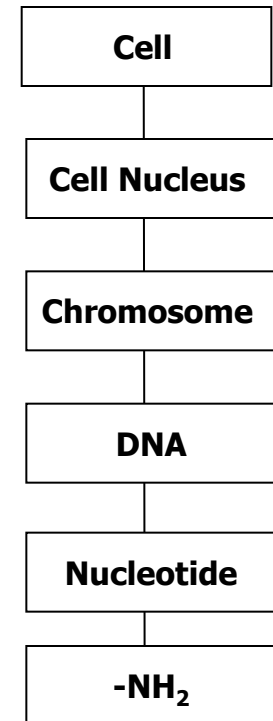 Cell
Cell Nucleus
Chromosome
DNA
Nucleotide
-NH₂